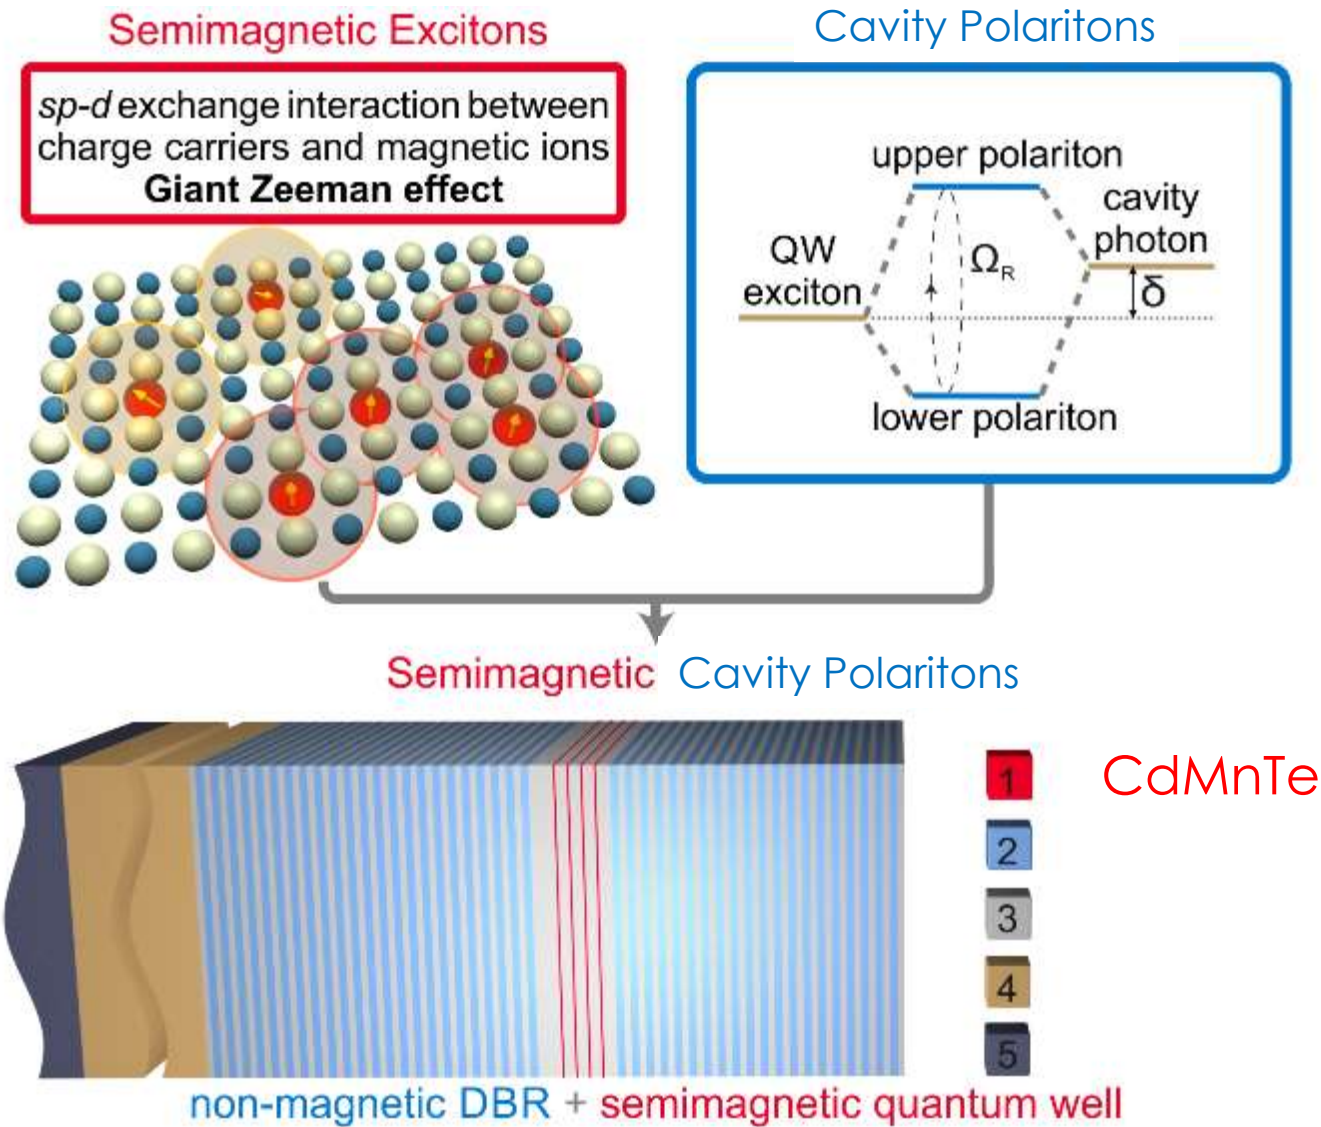 Semimagnetic Excitons
sp-d exchange interaction between
charge carriers and magnetic ions
Giant Zeeman effect
Cavity Polaritons
upper polariton
cavity
photon
QW
exciton
Ω_R
δ
lower polariton
Semimagnetic Cavity Polaritons
1
CdMnTe
2
3
4
5
non-magnetic DBR + semimagnetic quantum well